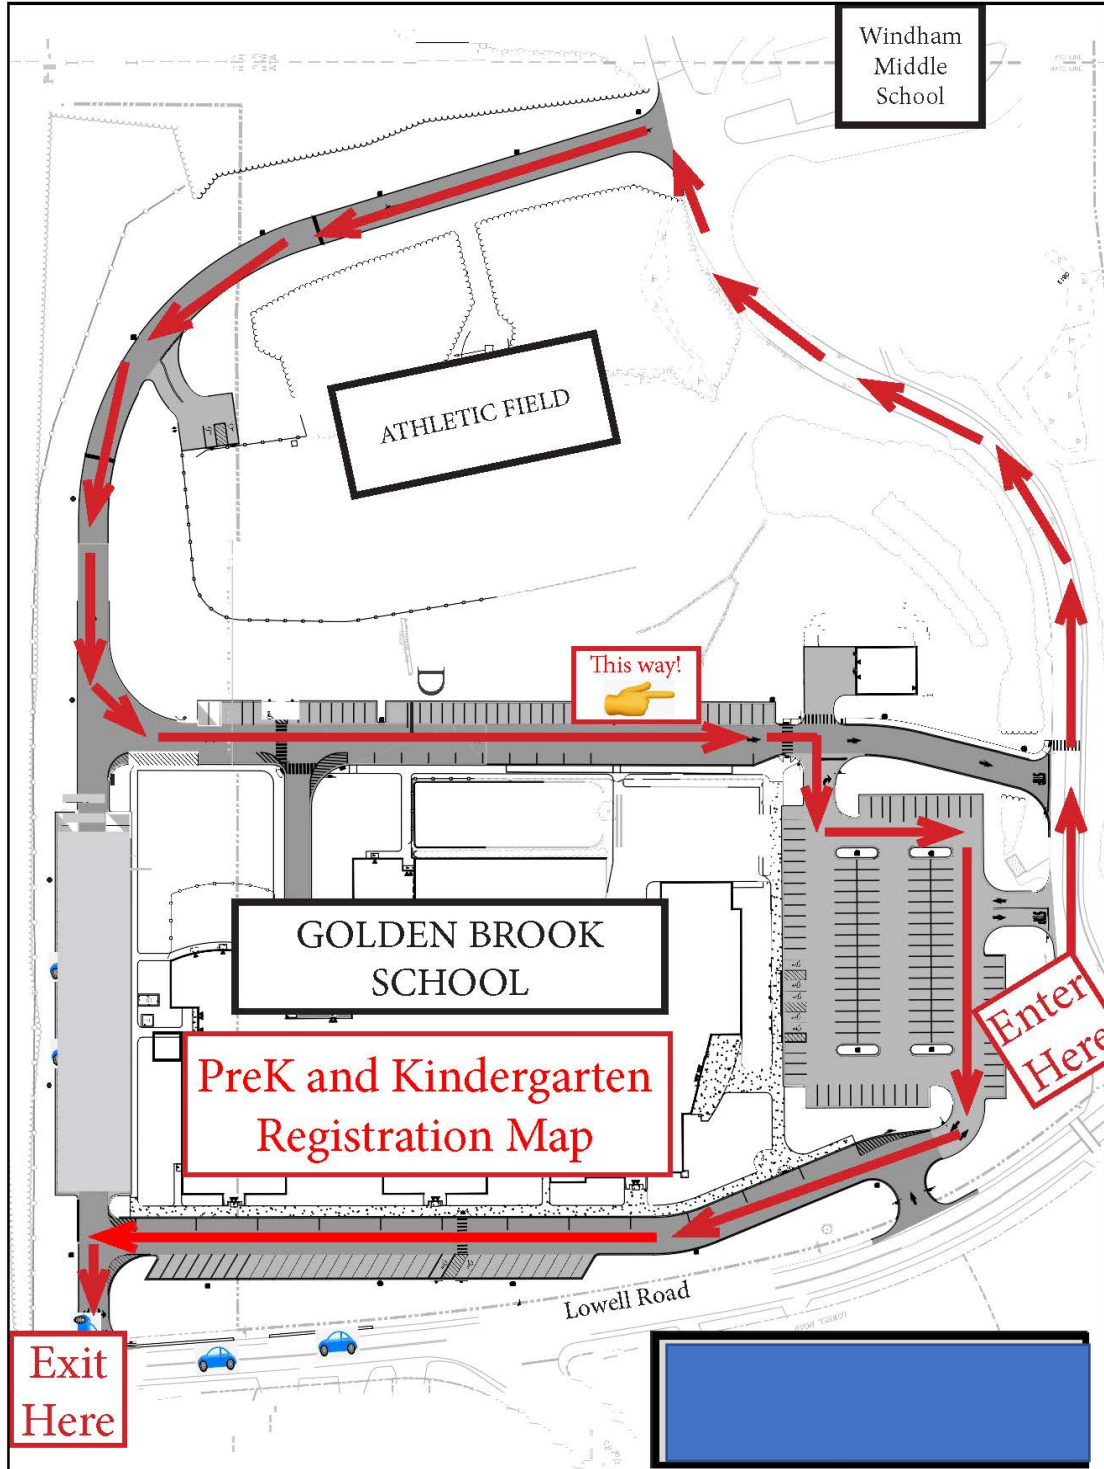 Windham
Middle
School
ATHLETIC FIELD
This way!
GOLDEN BROOK
SCHOOL
Enter
Here
PreK and Kindergarten
Registration Map
Lowell Road
Exit
Here